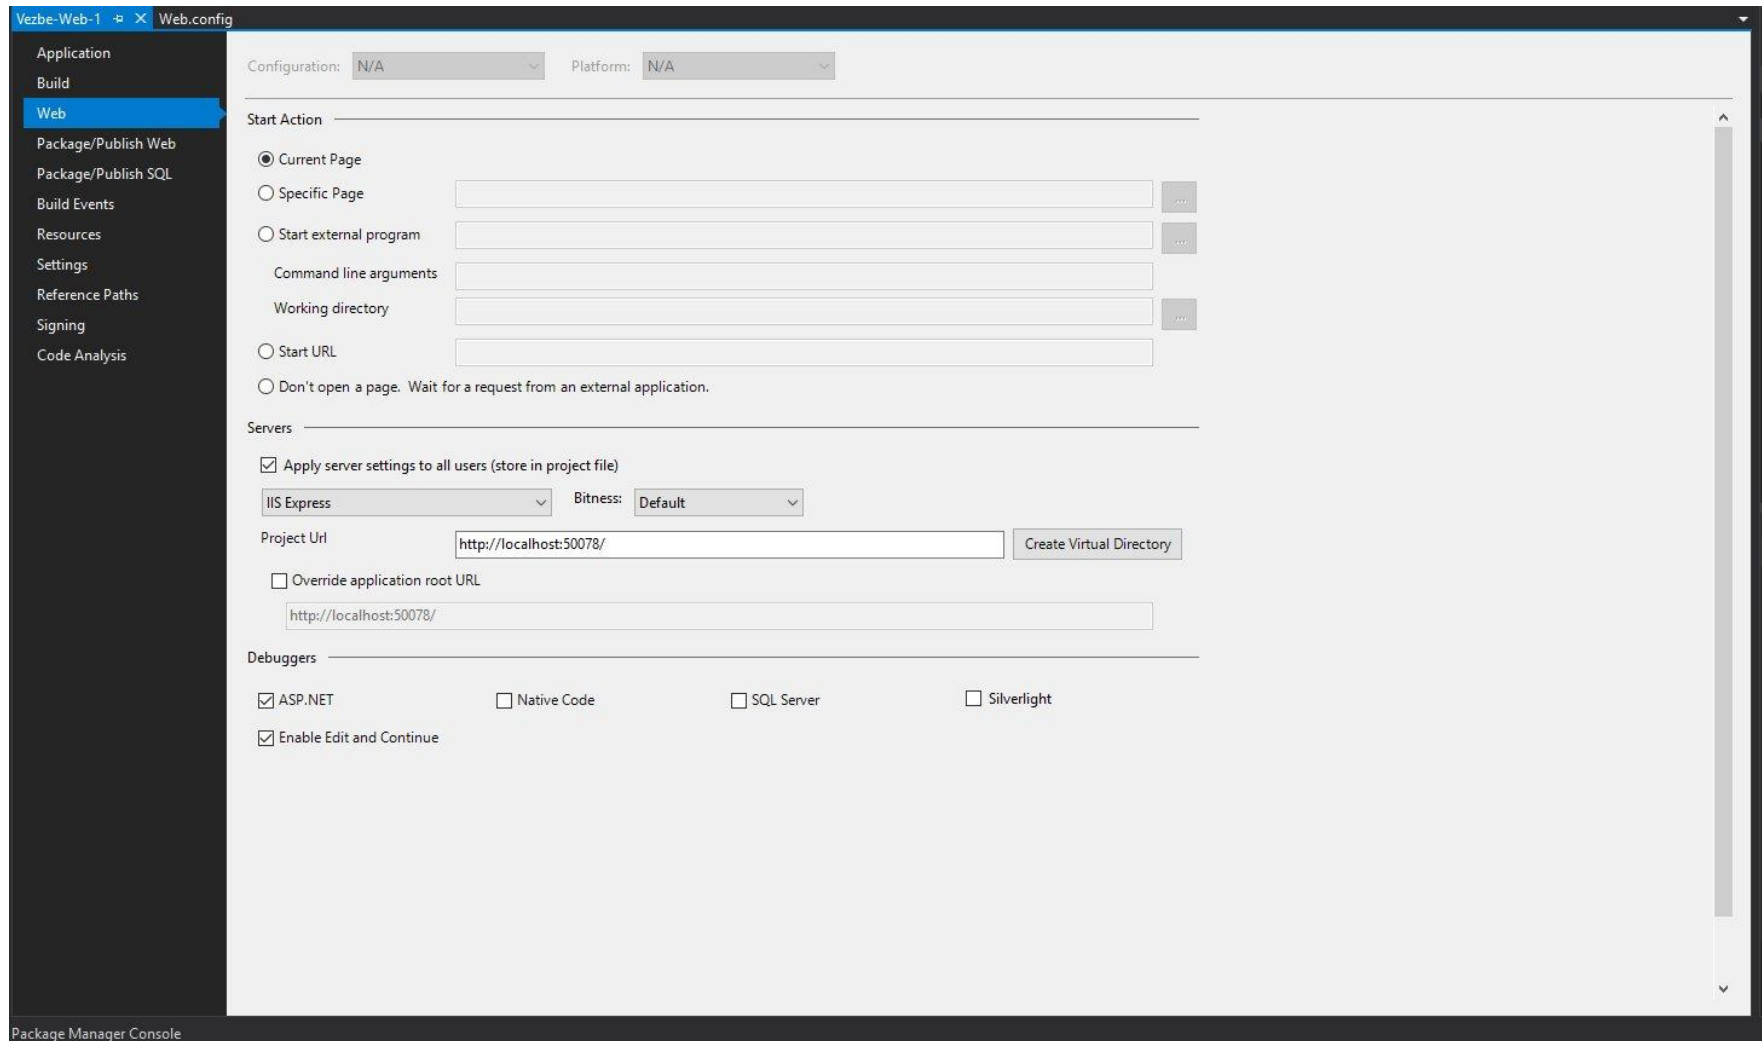 Vezbe-Web-1 Web.config
Application
Build
Web
Package/Publish Web
Package/Publish SQL
Build Events
Resources
Settings
Reference Paths
Signing
Code Analysis
Configuration: N/A Platform: N/A
Start Action
Current Page
Specific Page ...
Start external program ...
Command line arguments
Working directory ...
Start URL
Don't open a page. Wait for a request from an external application.
Servers
Apply server settings to all users (store in project file)
IIS Express Bitness: Default
Project Url http://localhost:50078/ Create Virtual Directory
Override application root URL
http://localhost:50078/
Debuggers
ASP.NET Native Code SQL Server Silverlight
Enable Edit and Continue
Package Manager Console